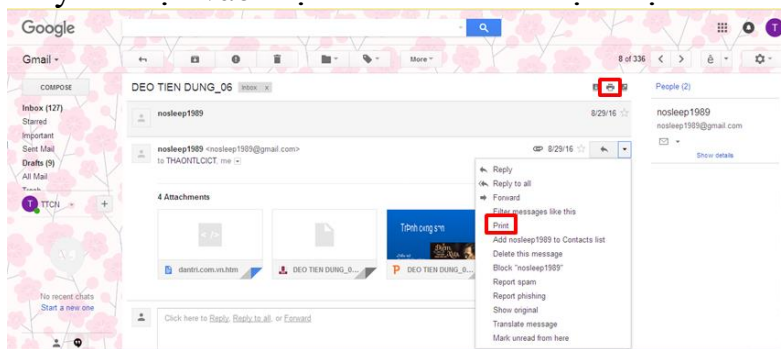 Google
Gmail
More
8 of 336
COMPOSE
Inbox (127)
Starred
Important
Sent Mail
Drafts (9)
All Mail
Trash
TTCN
+
No recent chats
Start a new one
DEO TIEN DUNG_06
Inbox x
nosleep1989
8/29/16
nosleep1989 <nosleep1989@gmail.com>
8/29/16
to THAONTLCICT, me
4 Attachments
TrPnh cxng s¬n
dantri.com.vn.htm
DEO TIEN DUNG_0...
DEO TIEN DUNG_0...
Click here to Reply, Reply to all, or Forward
Reply
Reply to all
Forward
Filter messages like this
Print
Add nosleep1989 to Contacts list
Delete this message
Block "nosleep1989"
Report spam
Report phishing
Show original
Translate message
Mark unread from here
People (2)
nosleep1989
nosleep1989@gmail.com
Show details
T